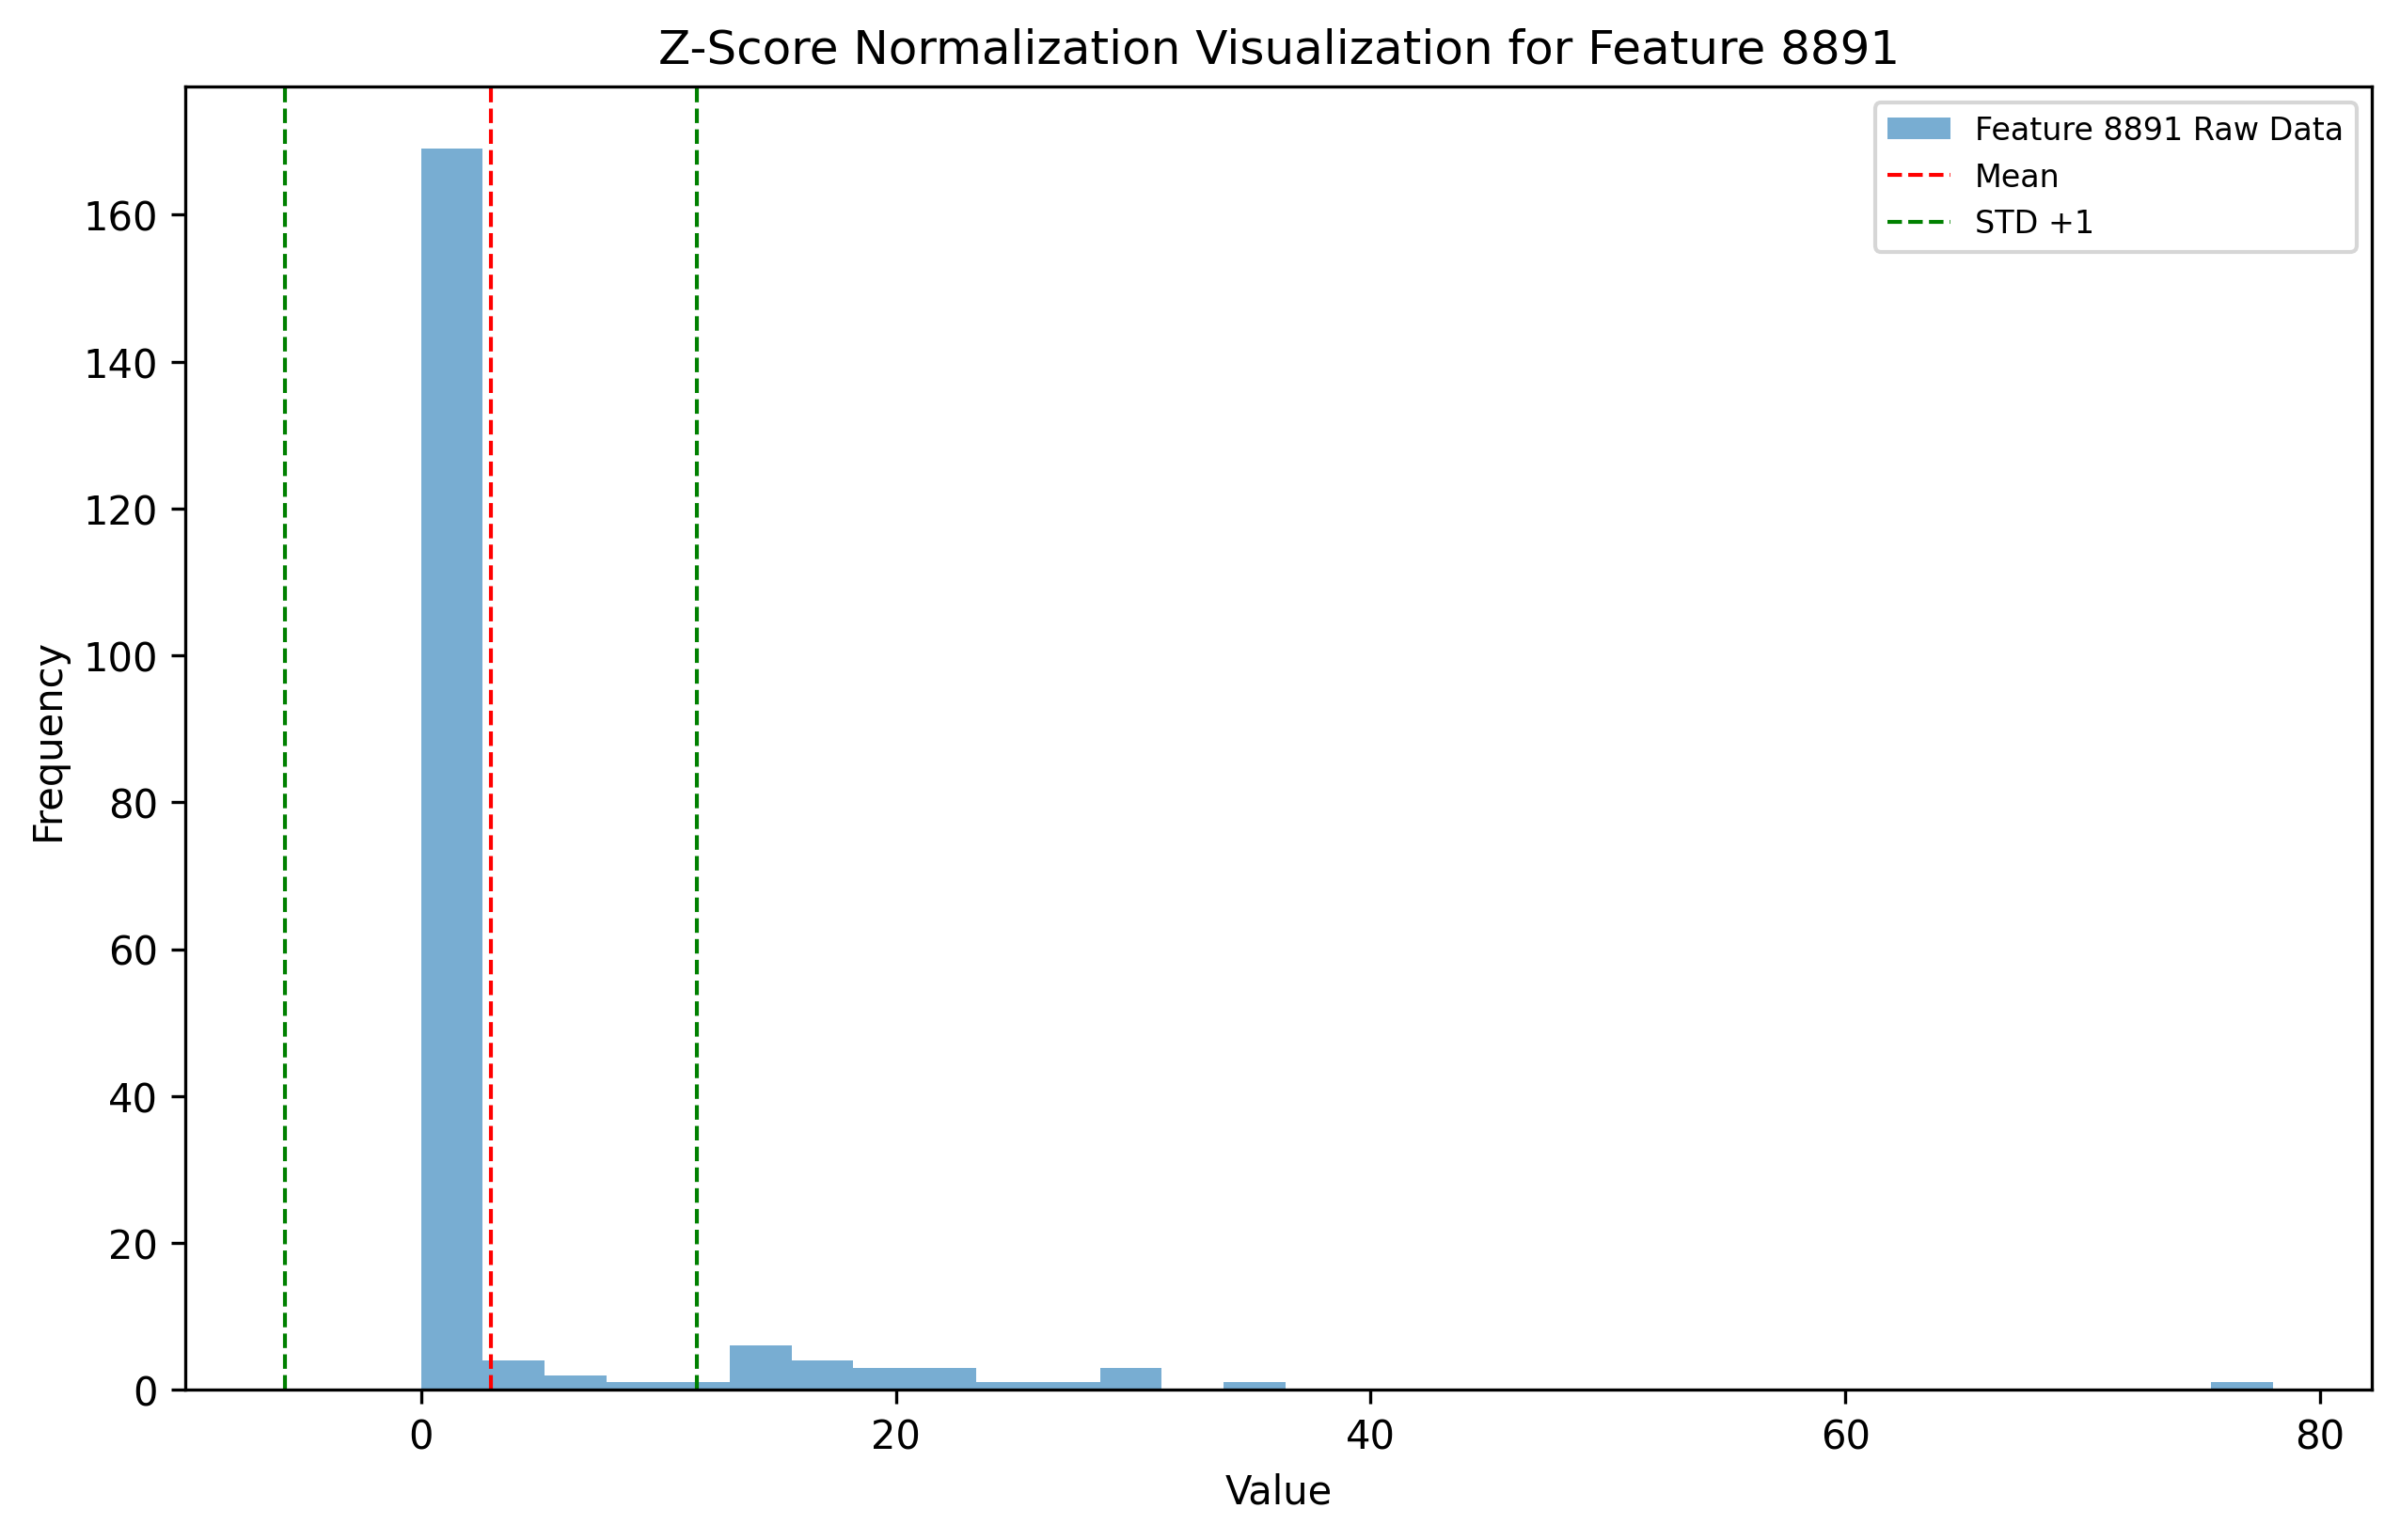 Z-Score Normalization Visualization for Feature 8891
Feature 8891 Raw Data
Mean
STD +1
Frequency
160
140
120
100
80
60
40
20
0
0 20 40 60 80
Value